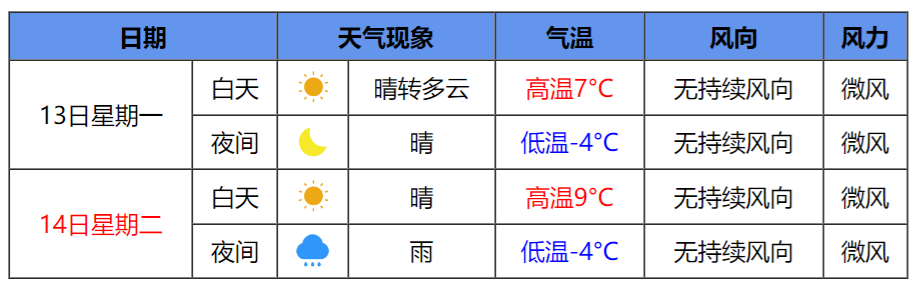 日期 天气现象 气温 风向 风力
13日星期一 白天 晴转多云 高温7°C 无持续风向 微风
夜间 晴 低温-4°C 无持续风向 微风
14日星期二 白天 晴 高温9°C 无持续风向 微风
夜间 雨 低温-4°C 无持续风向 微风